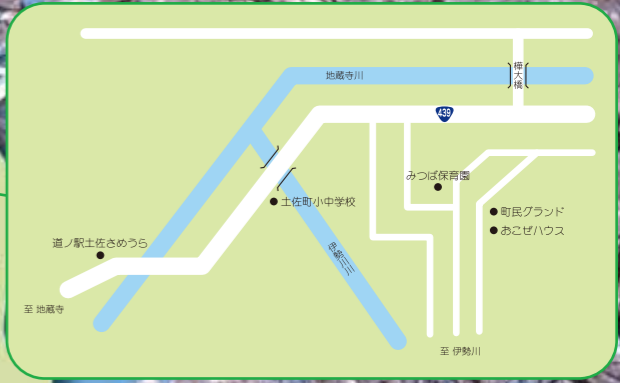 地蔵寺川
樺大橋
439
みつば保育園
土佐町小中学校
町民グランド
おこぜハウス
道ノ駅土佐さめうら
伊勢川川
至 地蔵寺
至 伊勢川